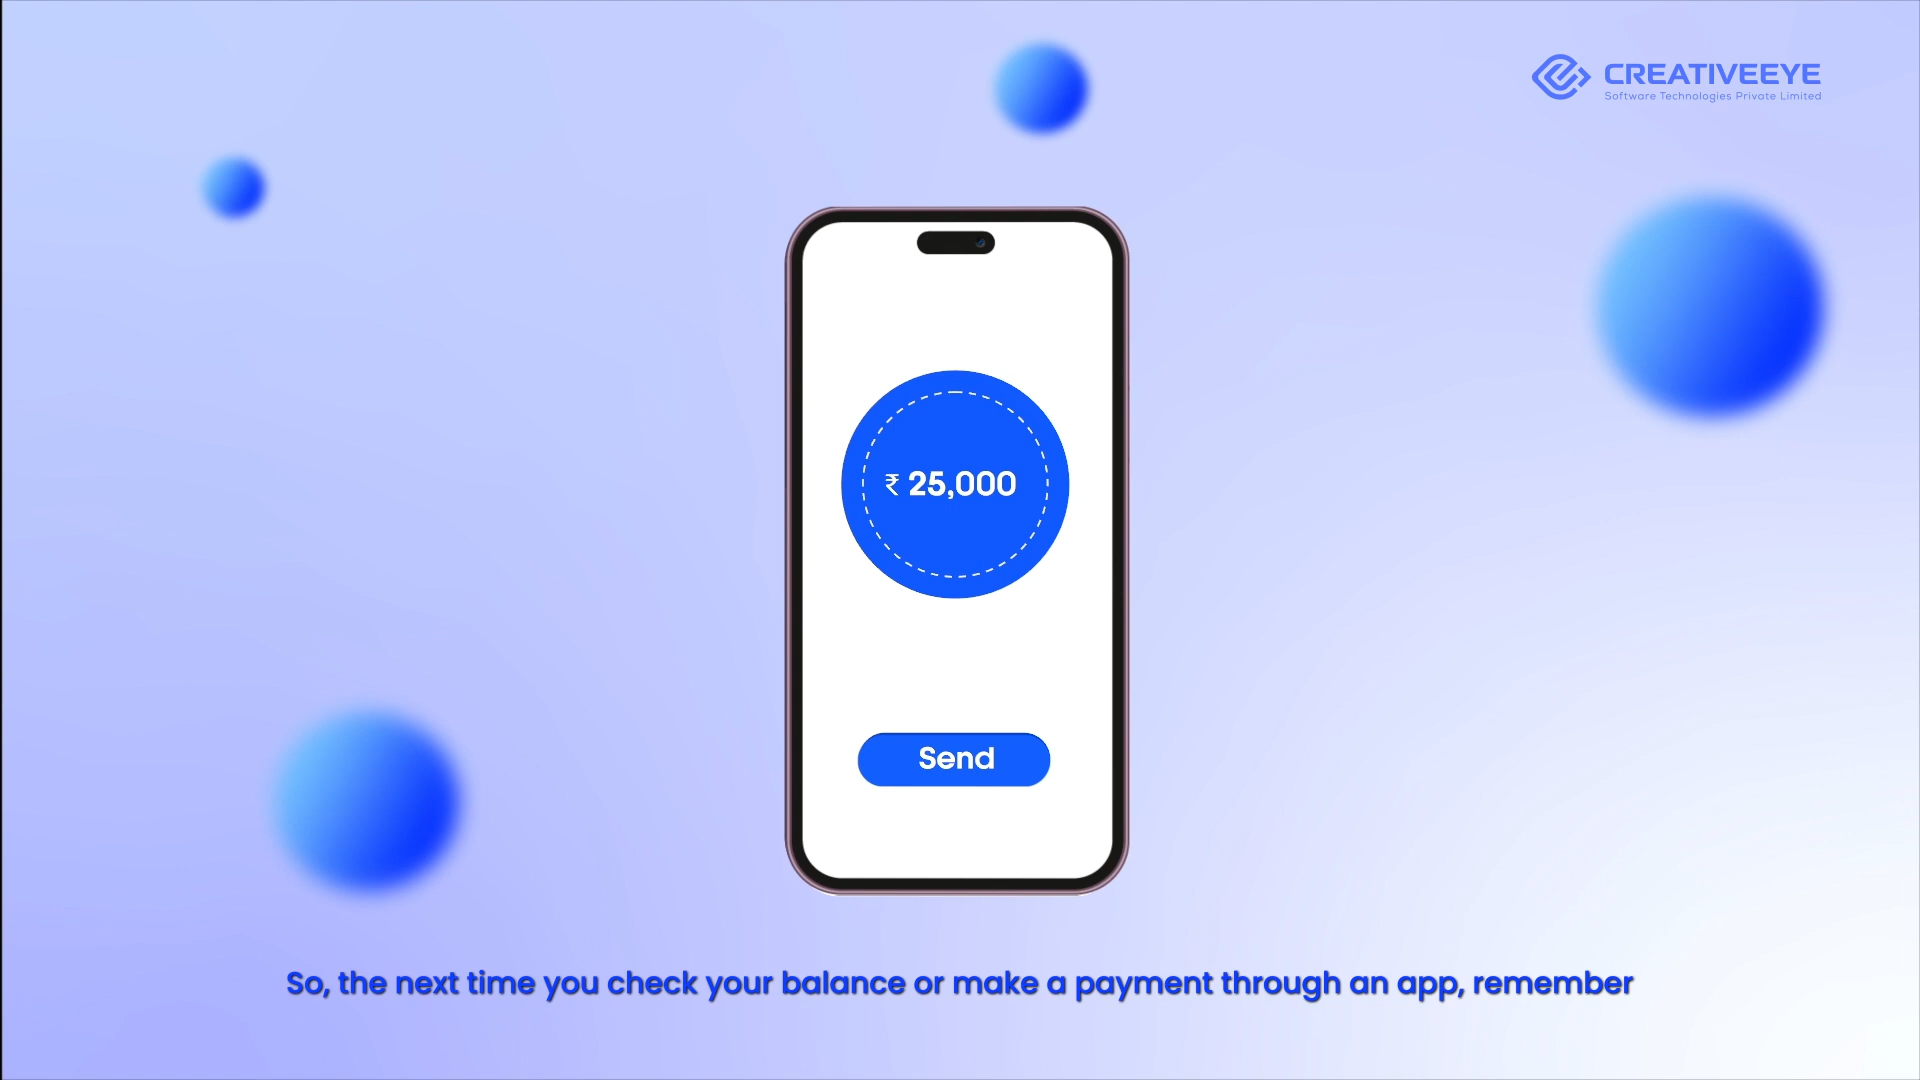 CREATIVEEYE
Software Technologies Private Limited
₹ 25,000
Send
So, the next time you check your balance or make a payment through an app, remember